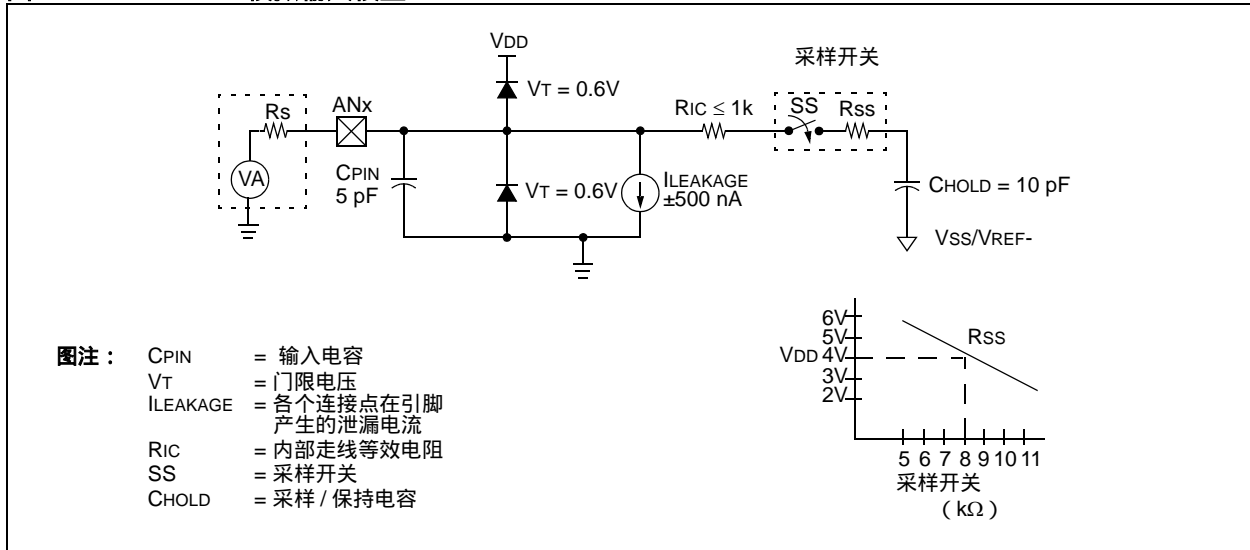 VDD
采样开关
VT = 0.6V
RS
ANx
RIC ≤ 1k
SS
RSS
VA
CPIN
5 pF
VT = 0.6V
ILEAKAGE
±500 nA
CHOLD = 10 pF
VSS/VREF-
图注：
CPIN = 输入电容
VT = 门限电压
ILEAKAGE = 各个连接点在引脚
产生的泄漏电流
RIC = 内部走线等效电阻
SS = 采样开关
CHOLD = 采样 / 保持电容
6V
5V
VDD 4V
3V
2V
RSS
5 6 7 8 9 10 11
采样开关
（ kΩ ）